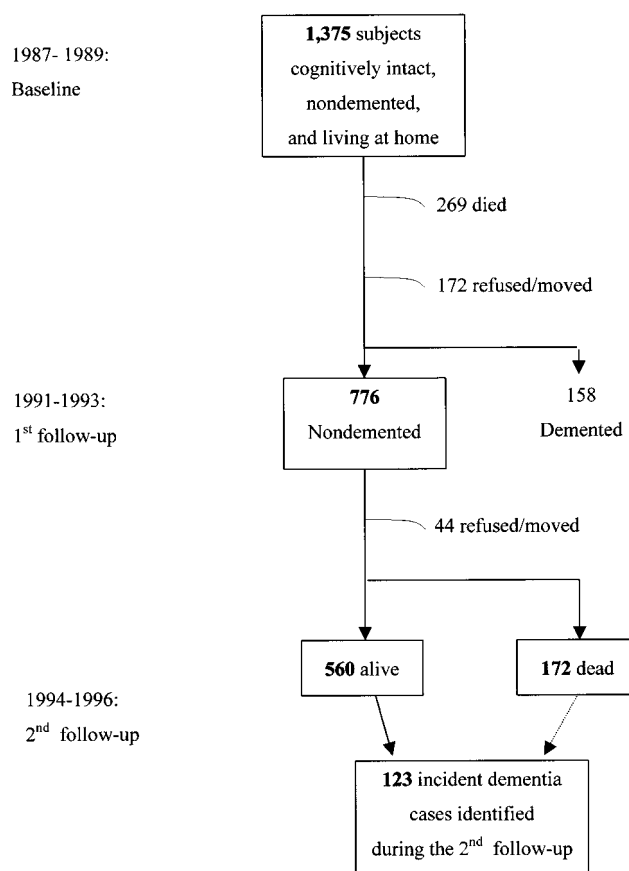 1,375 subjects
cognitively intact,
nondemented,
and living at home
1987- 1989:
Baseline
269 died
172 refused/moved
1991-1993:
1st follow-up
776
Nondemented
158
Demented
44 refused/moved
560 alive
172 dead
1994-1996:
2nd follow-up
123 incident dementia
cases identified
during the 2nd follow-up